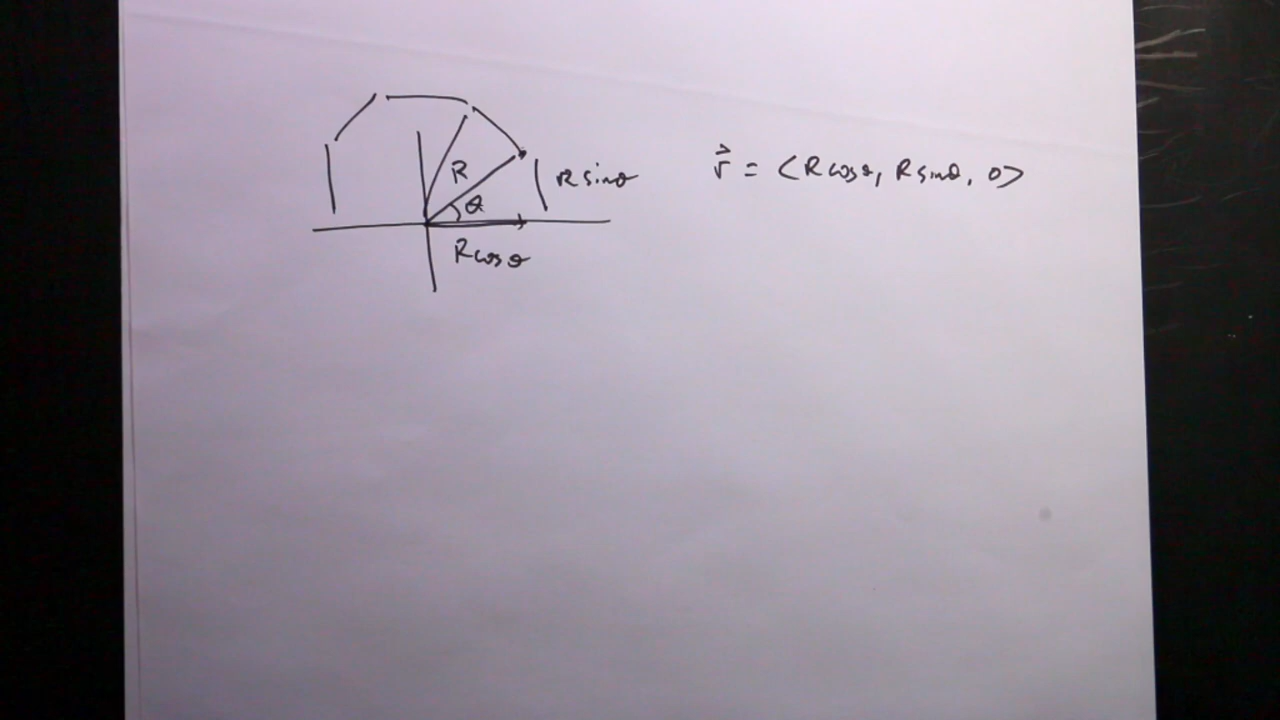 R
θ
R sinθ
R cosθ
r⃗ = ⟨R cosθ, R sinθ, 0⟩